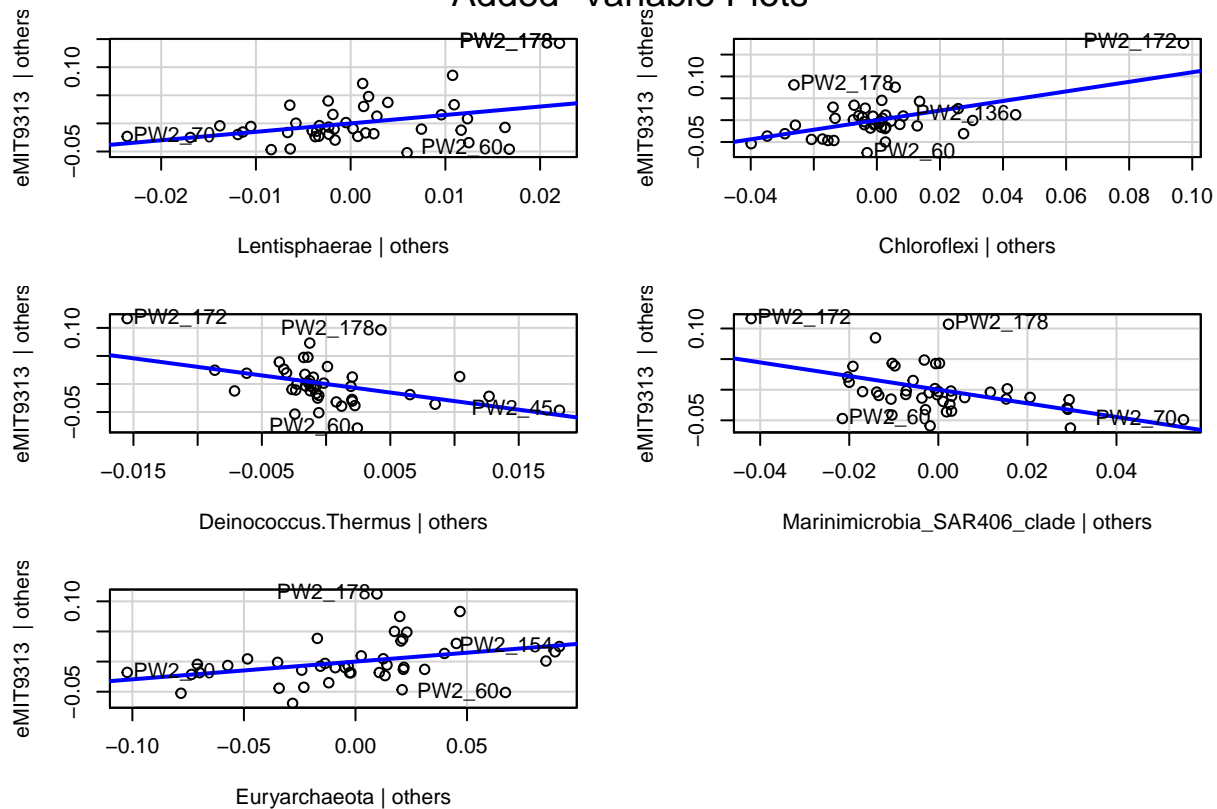 Added−Variable Plots
eMIT9313 | others
−0.05 0.10
PW2_178
PW2_70
PW2_60
−0.02 −0.01 0.00 0.01 0.02
Lentisphaerae | others
eMIT9313 | others
−0.05 0.10
PW2_172
PW2_178
PW2_136
PW2_60
−0.04 0.00 0.02 0.04 0.06 0.08 0.10
Chloroflexi | others
eMIT9313 | others
−0.05 0.10
PW2_172
PW2_178
PW2_45
PW2_60
−0.015 −0.005 0.005 0.015
Deinococcus.Thermus | others
eMIT9313 | others
−0.05 0.10
PW2_172
PW2_178
PW2_60
PW2_70
−0.04 −0.02 0.00 0.02 0.04
Marinimicrobia_SAR406_clade | others
eMIT9313 | others
−0.05 0.10
PW2_178
PW2_154
PW2_70
PW2_60
−0.10 −0.05 0.00 0.05
Euryarchaeota | others